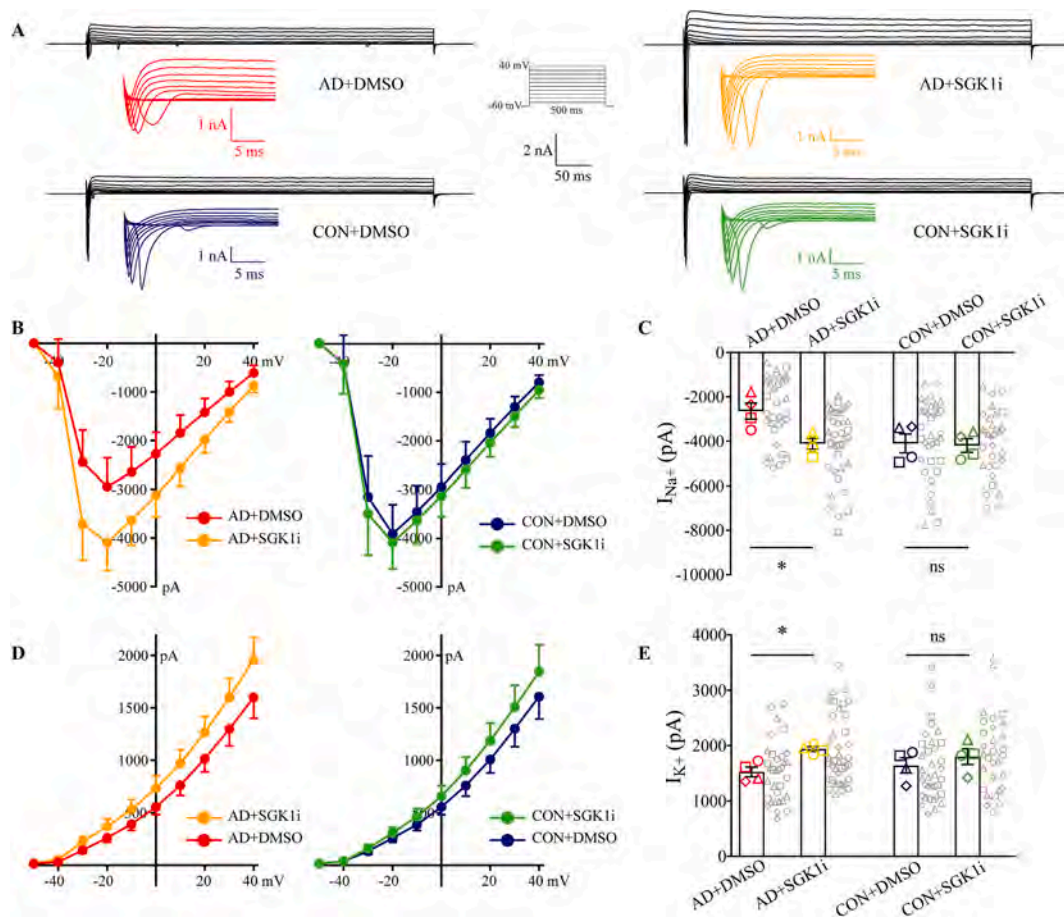 A
AD+DMSO
1 nA
5 ms
40 mV
-60 mV
500 ms
2 nA
50 ms
AD+SGK1i
1 nA
5 ms
CON+DMSO
1 nA
5 ms
CON+SGK1i
1 nA
5 ms
B
-40
-20
20
40 mV
-1000
-2000
-3000
-4000
-5000
pA
AD+DMSO
AD+SGK1i
-40
-20
20
40 mV
-1000
-2000
-3000
-4000
-5000
pA
CON+DMSO
CON+SGK1i
C
AD+DMSO
AD+SGK1i
CON+DMSO
CON+SGK1i
0
-2000
-4000
-6000
-8000
-10000
INa+ (pA)
*
ns
D
2000
1500
1000
500
pA
-40
-20
20
40 mV
AD+SGK1i
AD+DMSO
2000
1500
1000
500
pA
-40
-20
20
40 mV
CON+SGK1i
CON+DMSO
E
4000
3000
2000
1000
0
IK+ (pA)
*
ns
AD+DMSO
AD+SGK1i
CON+DMSO
CON+SGK1i